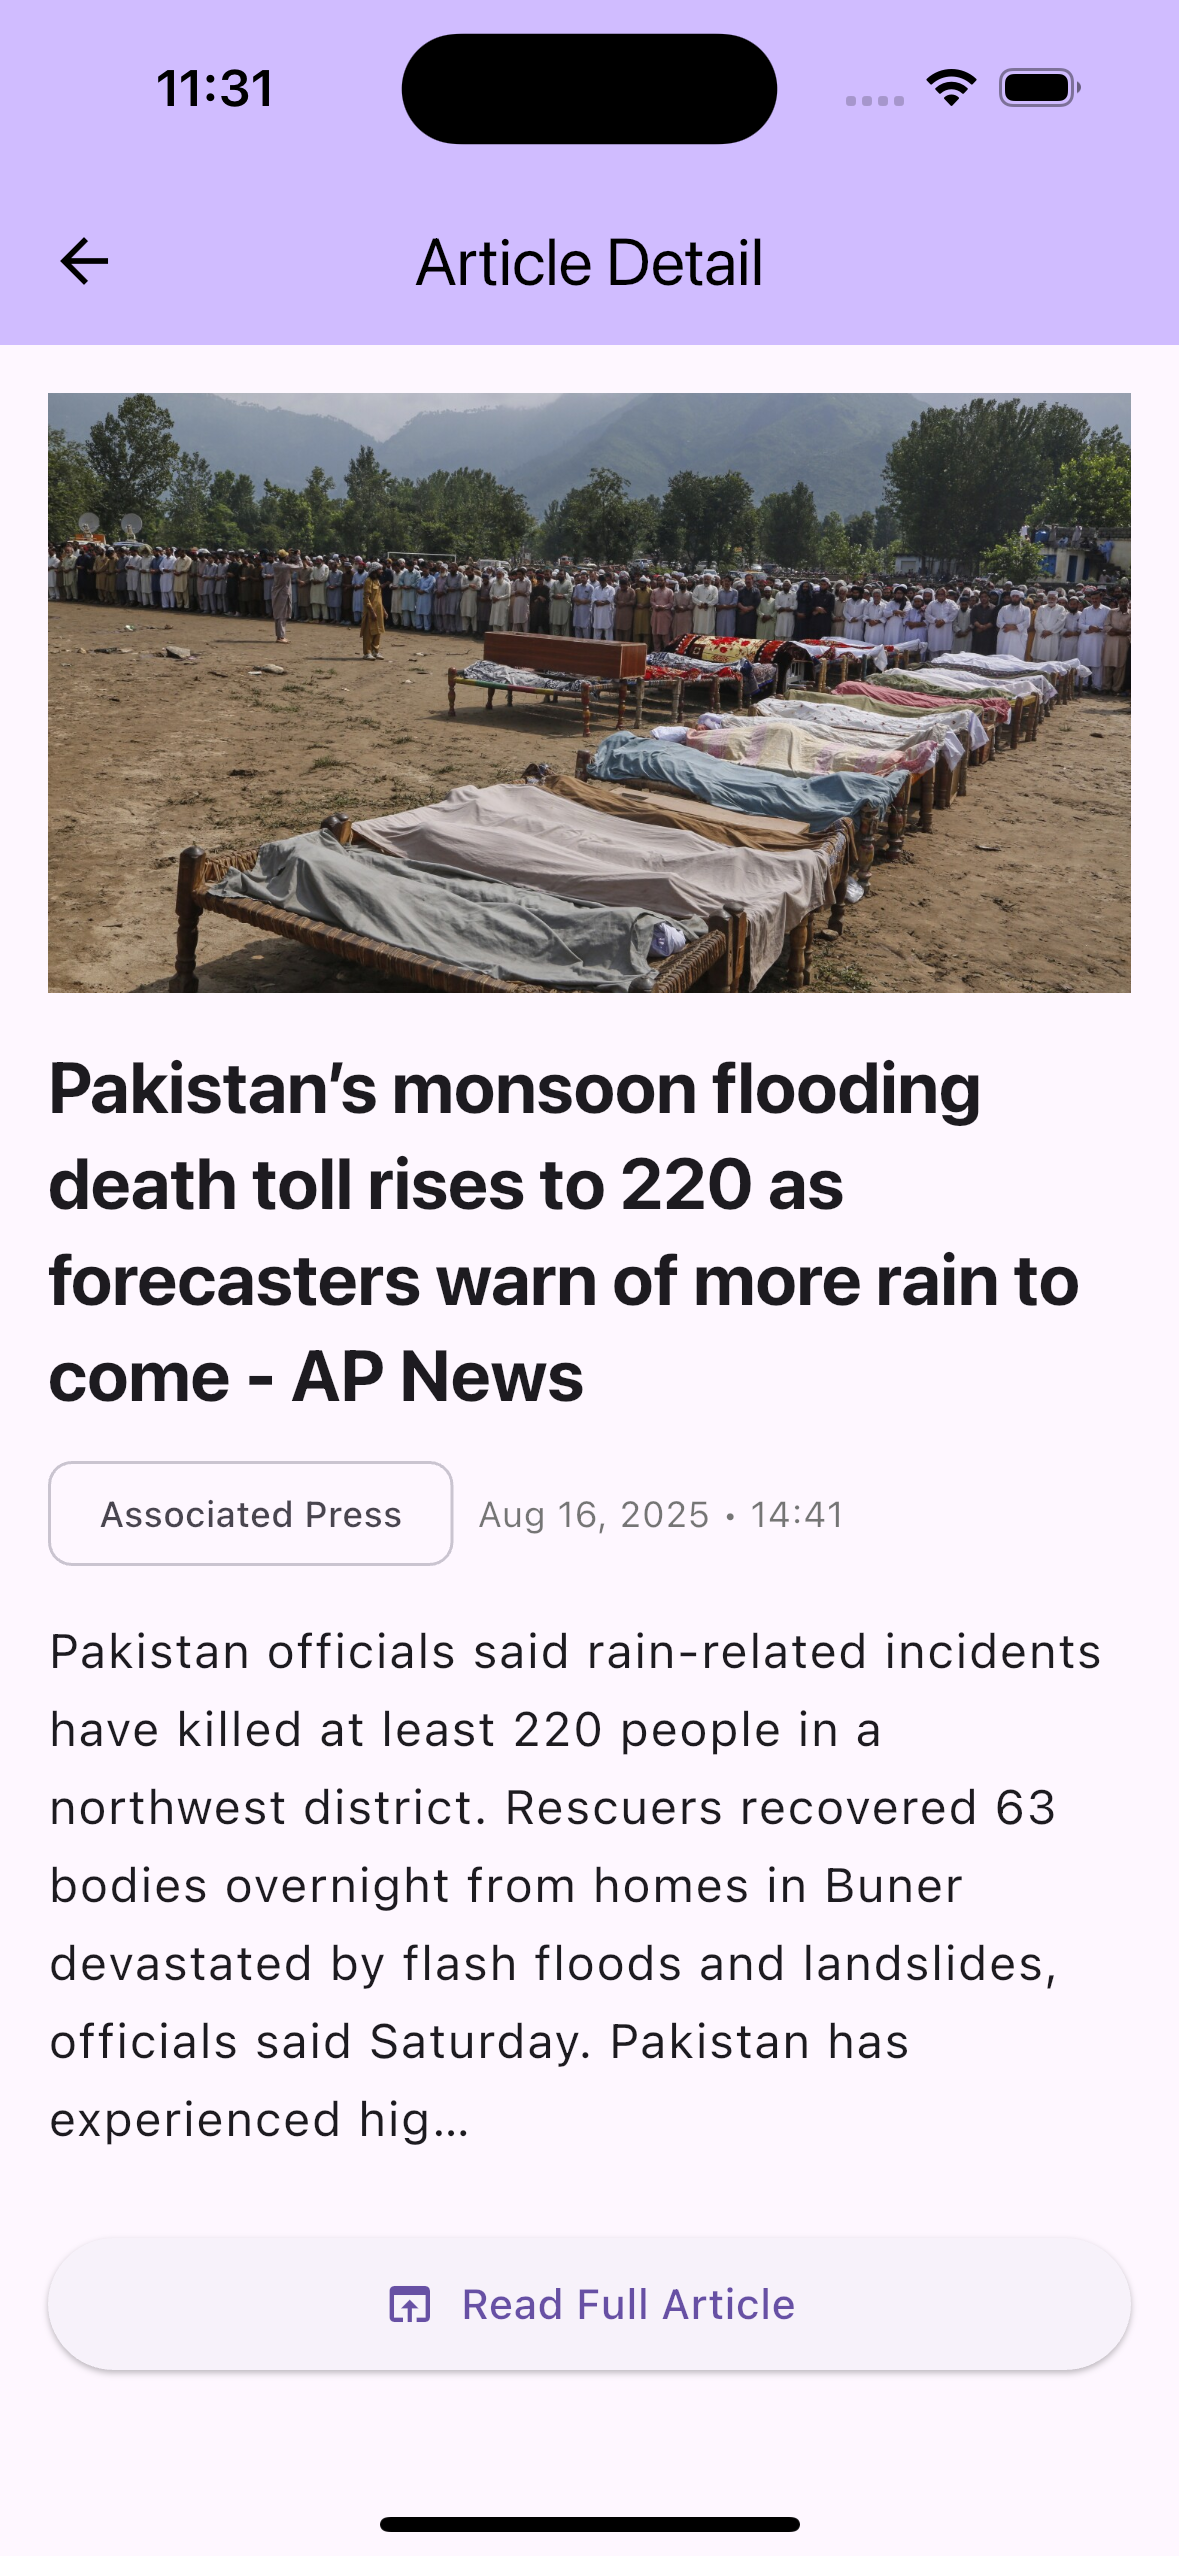 11:31
Article Detail
Pakistan’s monsoon flooding
death toll rises to 220 as
forecasters warn of more rain to
come - AP News
Associated Press Aug 16, 2025 • 14:41
Pakistan officials said rain-related incidents
have killed at least 220 people in a
northwest district. Rescuers recovered 63
bodies overnight from homes in Buner
devastated by flash floods and landslides,
officials said Saturday. Pakistan has
experienced hig…
Read Full Article